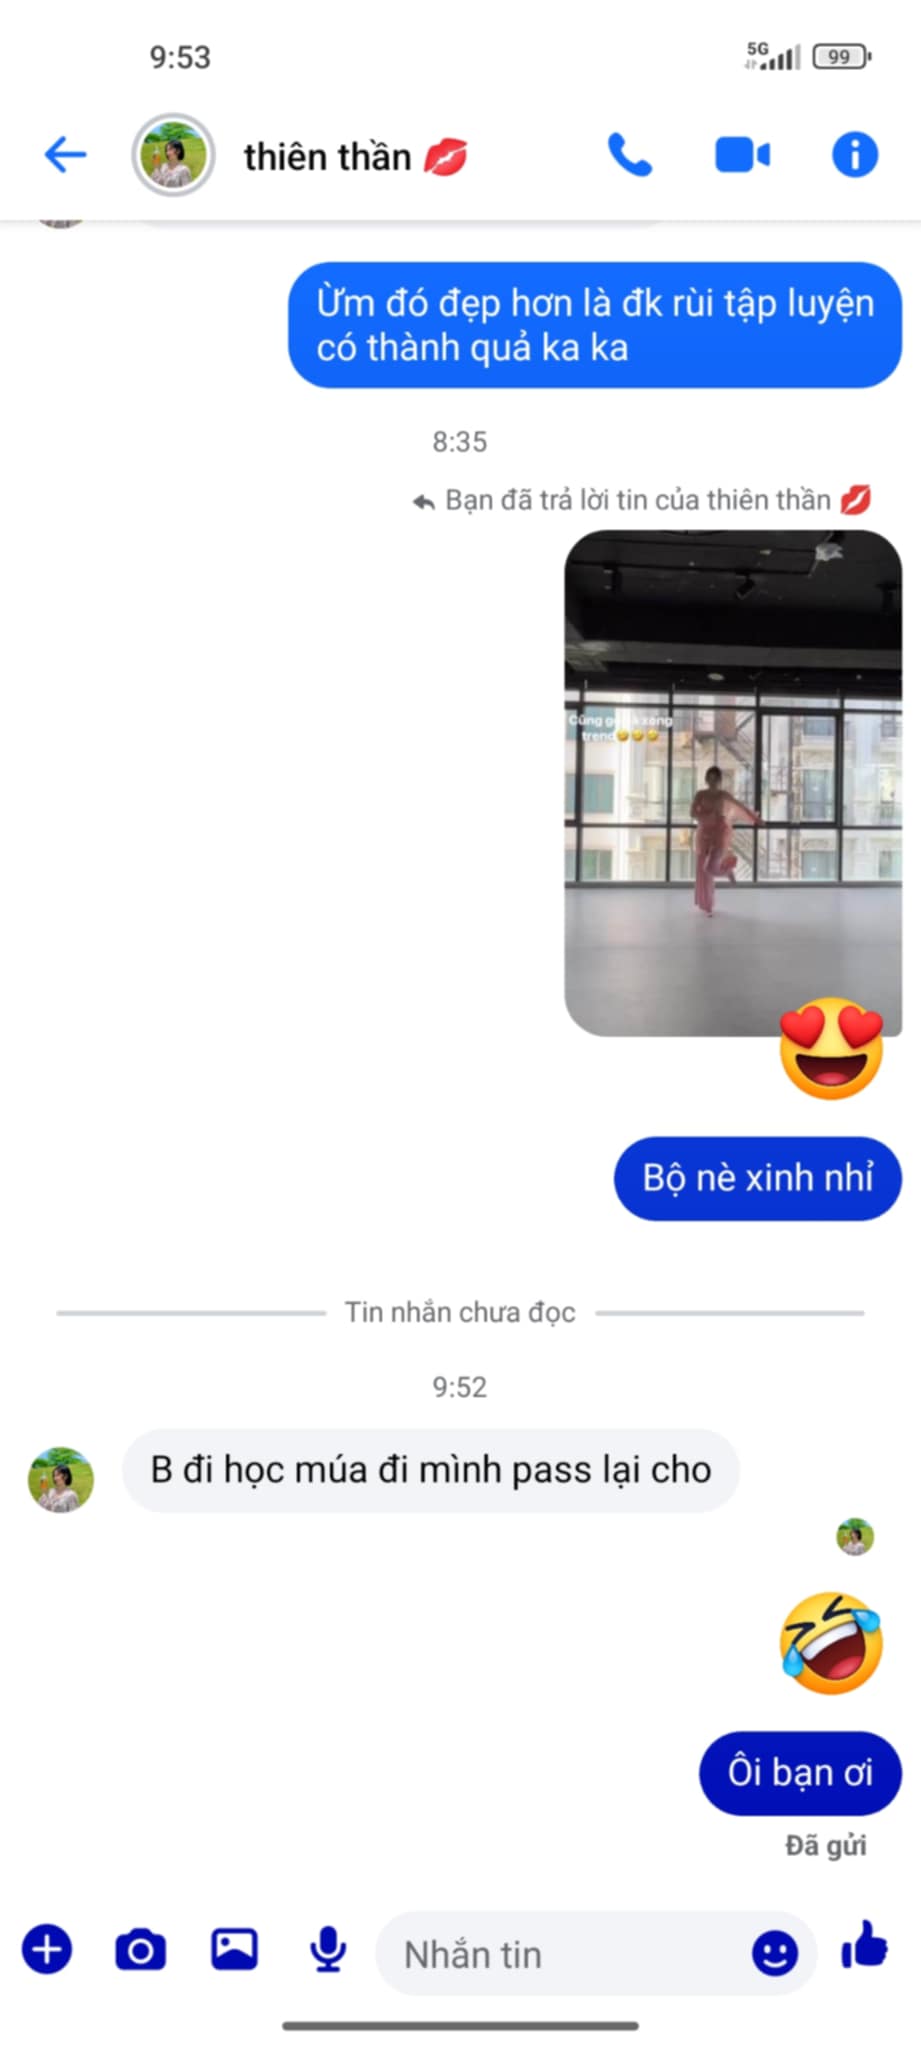 9:53
5G
99
thiên thần 💋
Ừm đó đẹp hơn là đk rùi tập luyện
có thành quả ka ka
8:35
Bạn đã trả lời tin của thiên thần 💋
Cũng xong
trend🤣🤣🤣
Bộ nè xinh nhỉ
Tin nhắn chưa đọc
9:52
B đi học múa đi mình pass lại cho
Ôi bạn ơi
Đã gửi
Nhắn tin